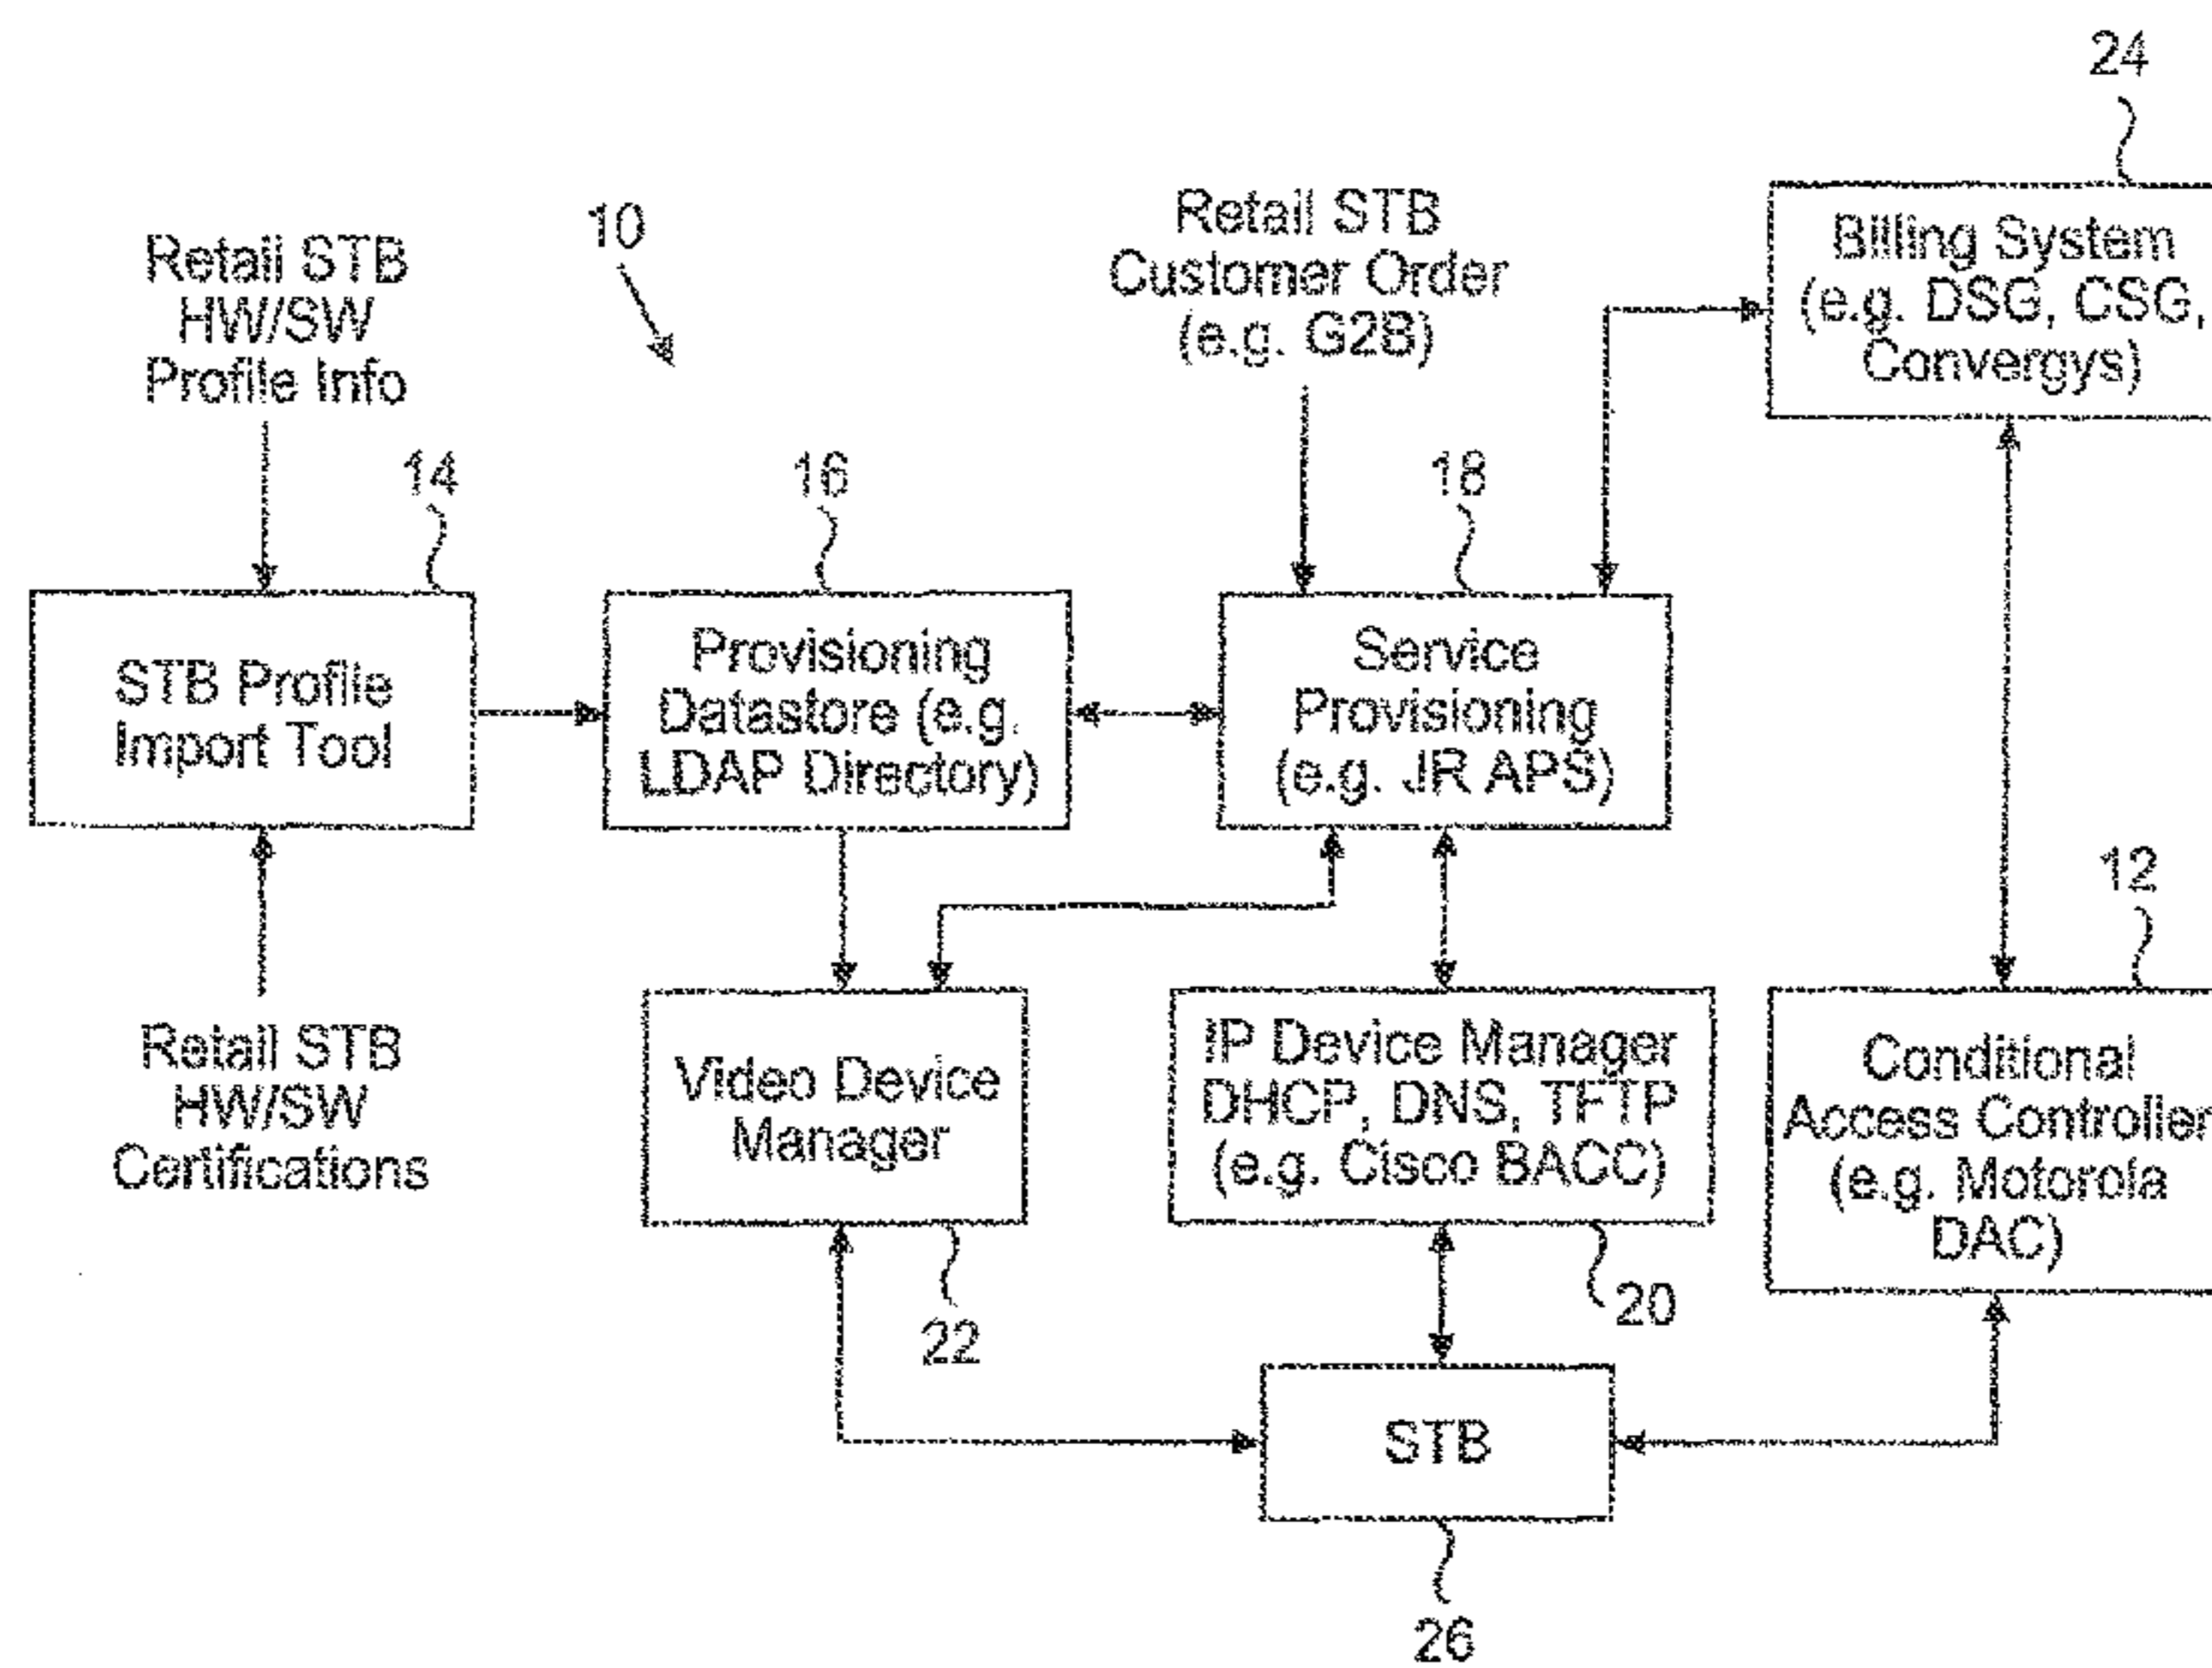 24
10
Retail STB
HW/SW
Profile Info
Retail STB
Customer Order
(e.g. G2B)
Billing System
(e.g. DSG, CSG,
Convergys)
14
16
18
STB Profile
Import Tool
Provisioning
Datastore (e.g.
LDAP Directory)
Service
Provisioning
(e.g. JR APS)
12
Retail STB
HW/SW
Certifications
Video Device
Manager
IP Device Manager
DHCP, DNS, TFTP
(e.g. Cisco BACC)
Conditional
Access Controller
(e.g. Motorola
DAC)
22
20
STB
26